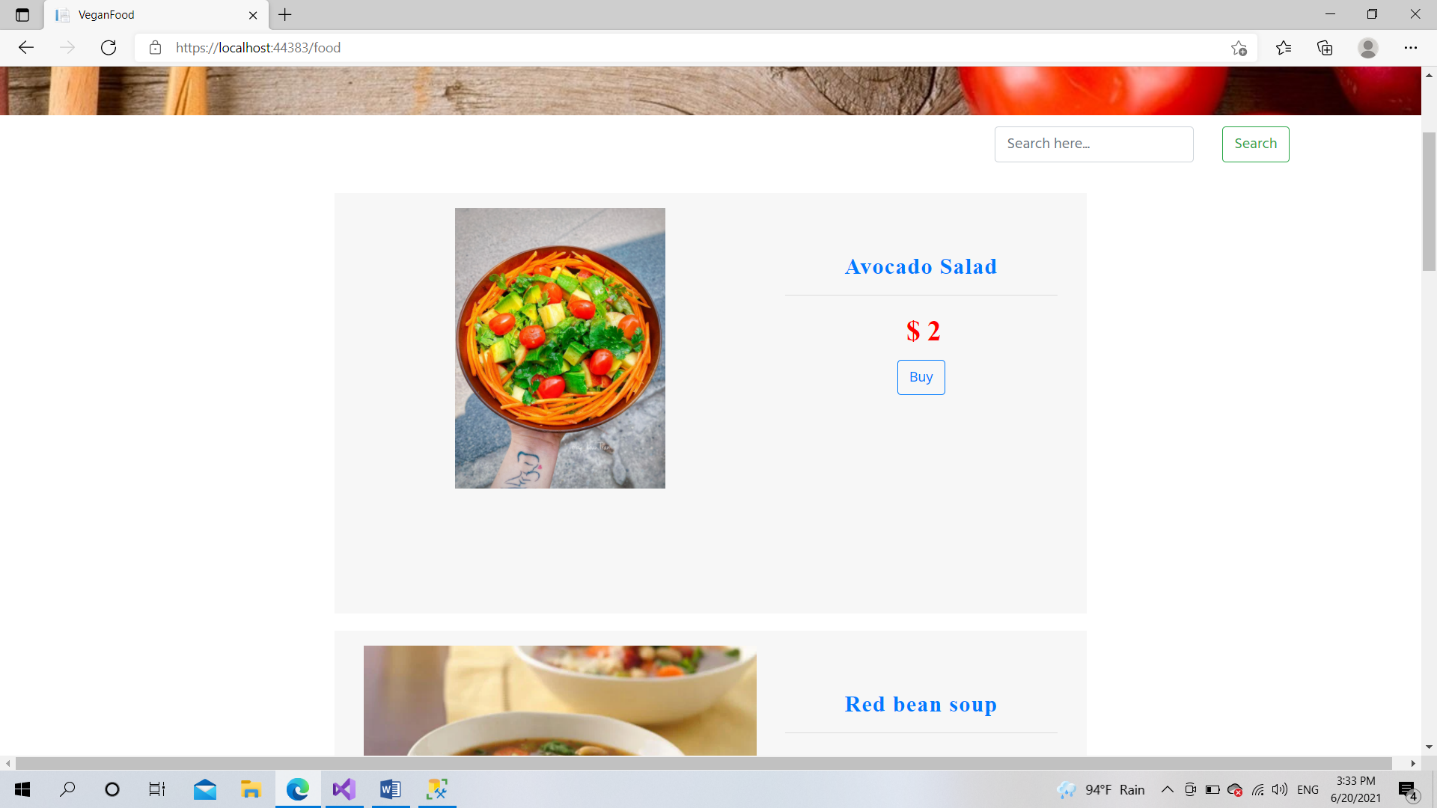 VeganFood
https://localhost:44383/food
Search here...
Search
Avocado Salad
$ 2
Buy
Red bean soup
94°F Rain
ENG
3:33 PM
6/20/2021
4